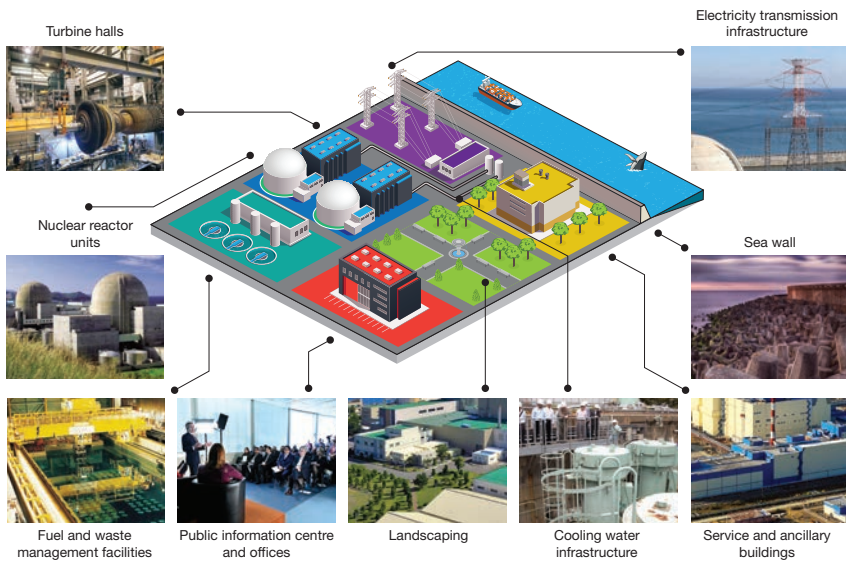 Turbine halls
Electricity transmission
infrastructure
Nuclear reactor
units
Sea wall
Fuel and waste
management facilities
Public information centre
and offices
Landscaping
Cooling water
infrastructure
Service and ancillary
buildings